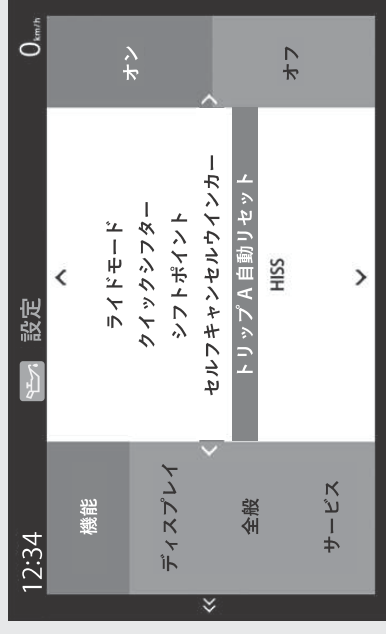 12:34
設定
0 km/h
機能
ディスプレイ
全般
サービス
ライドモード
クイックシフター
シフトポイント
セルフキャンセルウインカー
トリップ A 自動リセット
HISS
オン
オフ